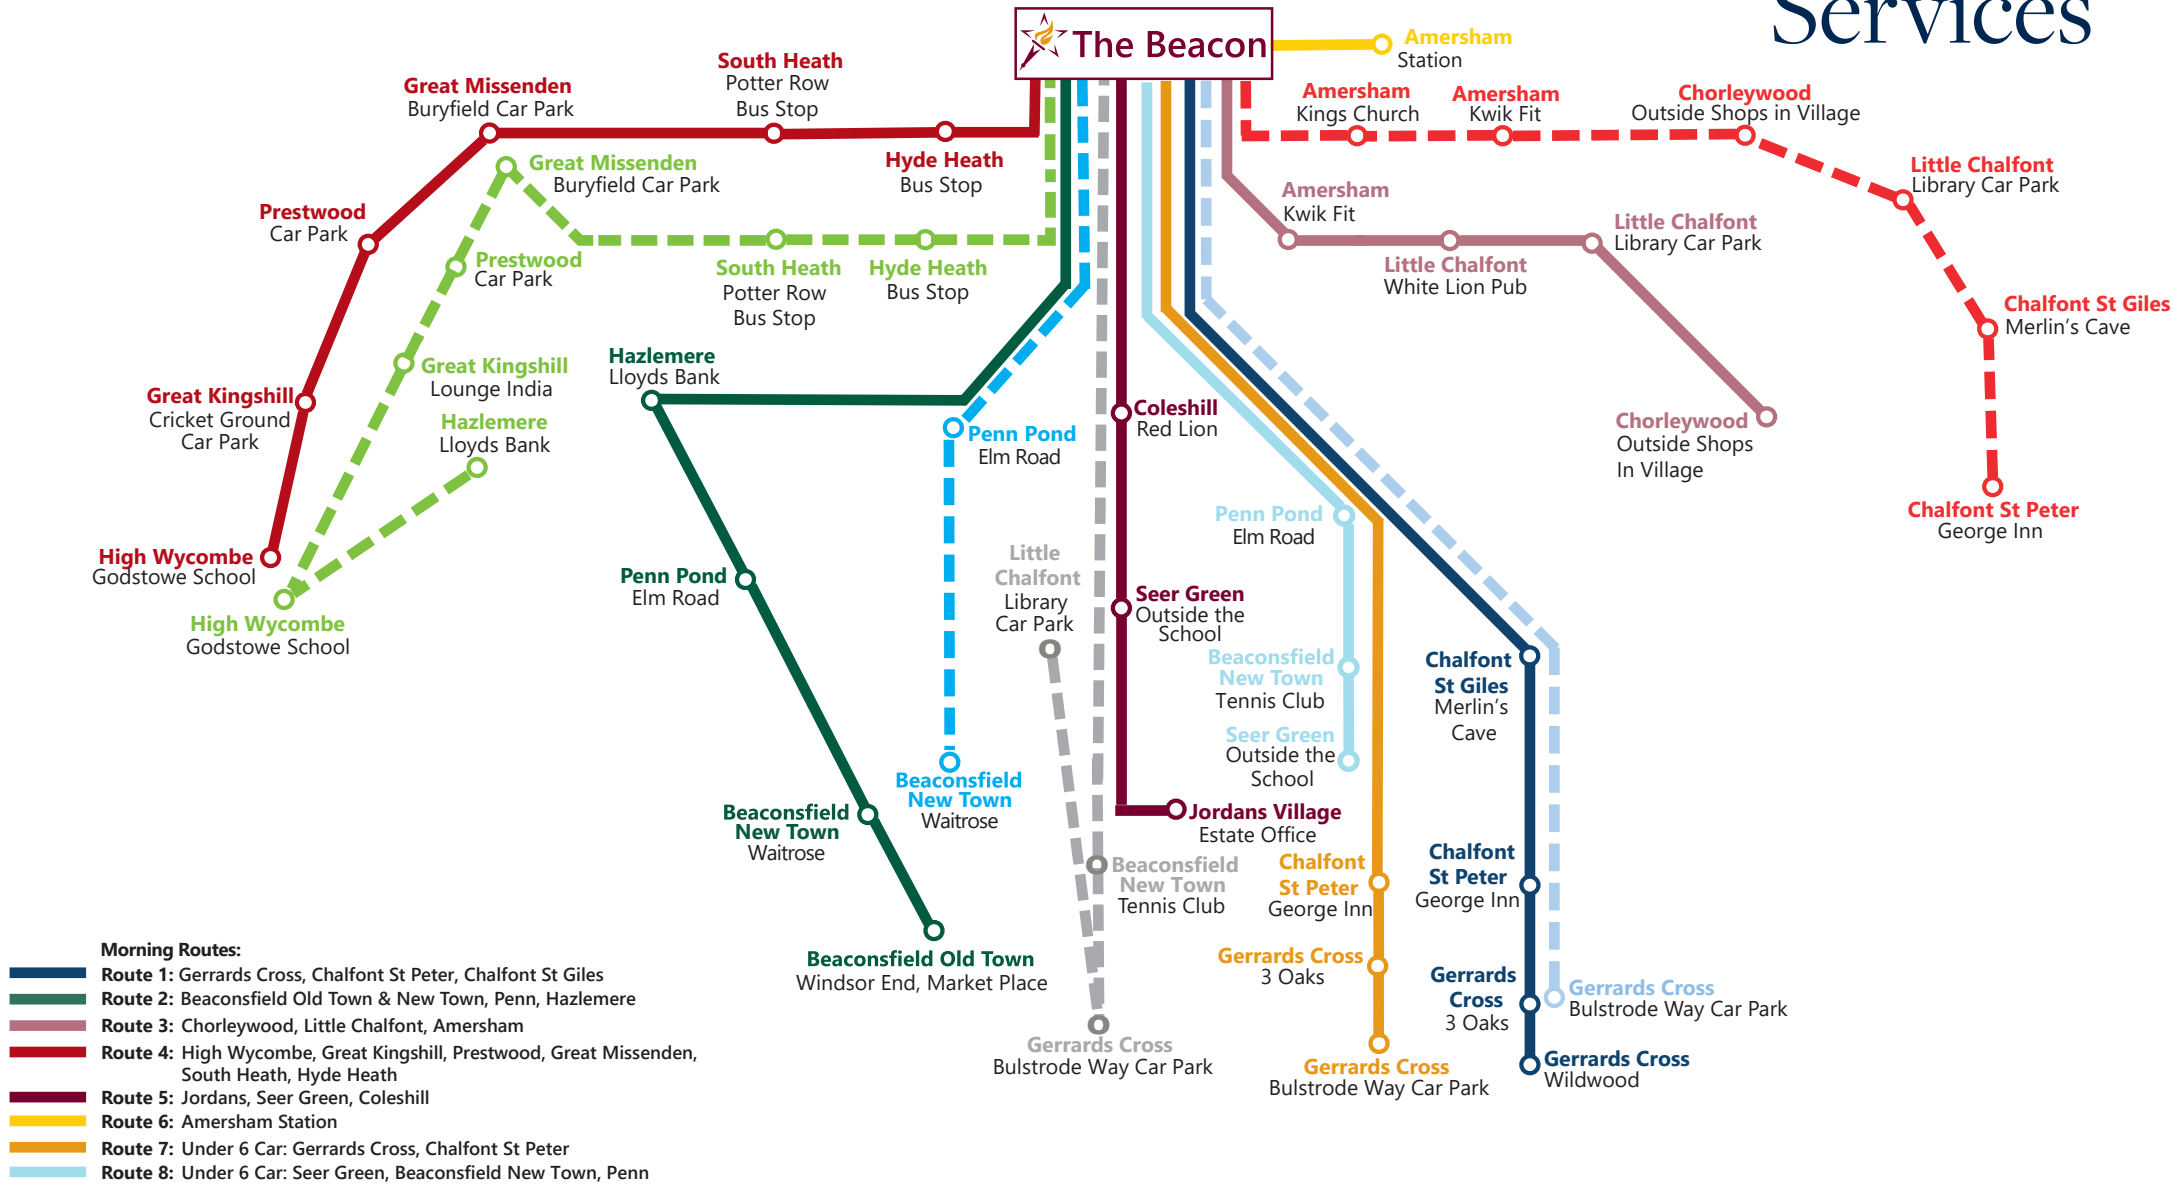 Services
The Beacon
Amersham
Station
South Heath
Potter Row
Bus Stop
Great Missenden
Buryfield Car Park
Hyde Heath
Bus Stop
Prestwood
Car Park
Great Kingshill
Cricket Ground
Car Park
High Wycombe
Godstowe School
Great Missenden
Buryfield Car Park
Prestwood
Car Park
South Heath
Potter Row
Bus Stop
Hyde Heath
Bus Stop
Great Kingshill
Lounge India
Hazlemere
Lloyds Bank
High Wycombe
Godstowe School
Hazlemere
Lloyds Bank
Penn Pond
Elm Road
Beaconsfield
New Town
Waitrose
Beaconsfield Old Town
Windsor End, Market Place
Penn Pond
Elm Road
Beaconsfield
New Town
Waitrose
Little
Chalfont
Library
Car Park
Beaconsfield
New Town
Tennis Club
Gerrards Cross
Bulstrode Way Car Park
Coleshill
Red Lion
Seer Green
Outside the
School
Jordans Village
Estate Office
Penn Pond
Elm Road
Beaconsfield
New Town
Tennis Club
Seer Green
Outside the
School
Chalfont
St Peter
George Inn
Gerrards Cross
3 Oaks
Gerrards Cross
Bulstrode Way Car Park
Chalfont
St Giles
Merlin's
Cave
Chalfont
St Peter
George Inn
Gerrards
Cross
3 Oaks
Gerrards Cross
Wildwood
Gerrards Cross
Bulstrode Way Car Park
Amersham
Kwik Fit
Little Chalfont
White Lion Pub
Little Chalfont
Library Car Park
Chorleywood
Outside Shops
In Village
Amersham
Kings Church
Amersham
Kwik Fit
Chorleywood
Outside Shops in Village
Little Chalfont
Library Car Park
Chalfont St Giles
Merlin's Cave
Chalfont St Peter
George Inn
Morning Routes:
Route 1: Gerrards Cross, Chalfont St Peter, Chalfont St Giles
Route 2: Beaconsfield Old Town & New Town, Penn, Hazlemere
Route 3: Chorleywood, Little Chalfont, Amersham
Route 4: High Wycombe, Great Kingshill, Prestwood, Great Missenden,
South Heath, Hyde Heath
Route 5: Jordans, Seer Green, Coleshill
Route 6: Amersham Station
Route 7: Under 6 Car: Gerrards Cross, Chalfont St Peter
Route 8: Under 6 Car: Seer Green, Beaconsfield New Town, Penn